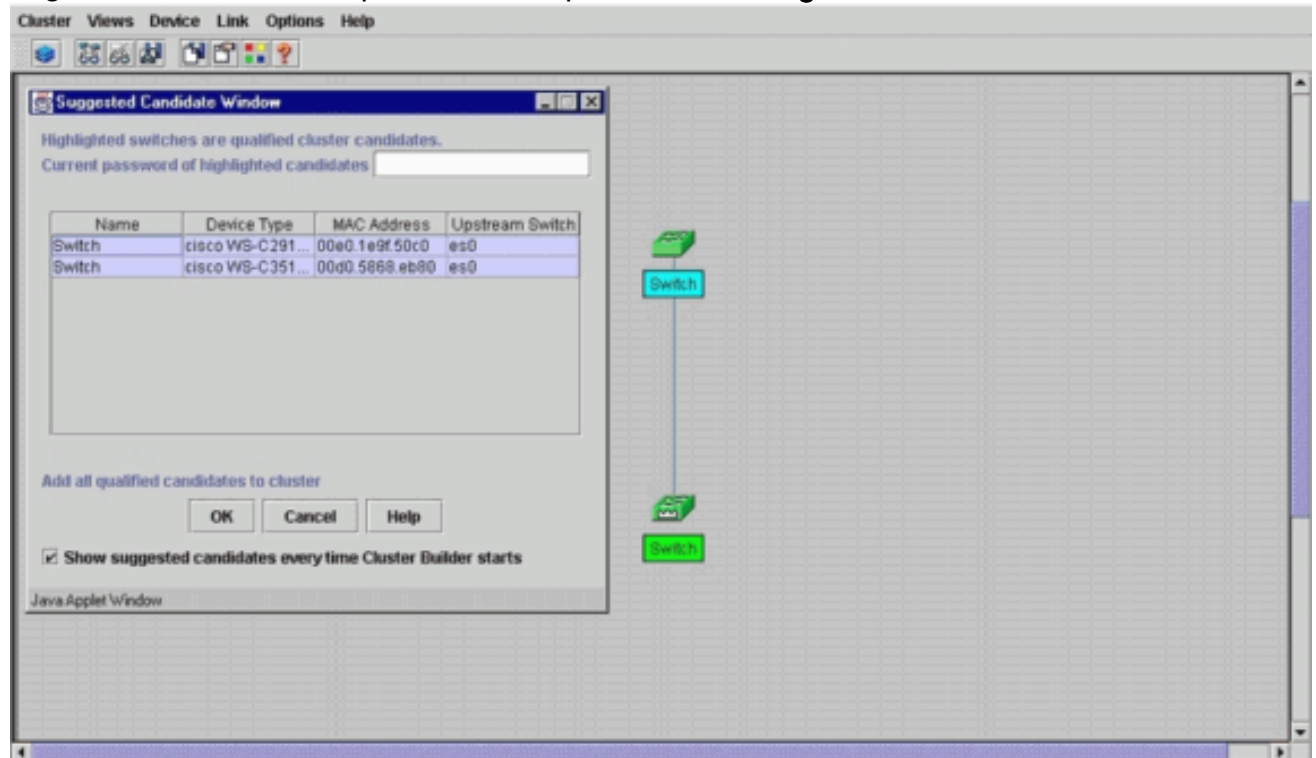 Cluster Views Device Link Options Help
Suggested Candidate Window
Highlighted switches are qualified cluster candidates.
Current password of highlighted candidates
Name Device Type MAC Address Upstream Switch
Switch cisco WS-C291... 00e0.1e9f.50c0 es0
Switch cisco WS-C351... 00d0.5868.eb80 es0
Add all qualified candidates to cluster
OK Cancel Help
Show suggested candidates every time Cluster Builder starts
Java Applet Window
Switch
Switch